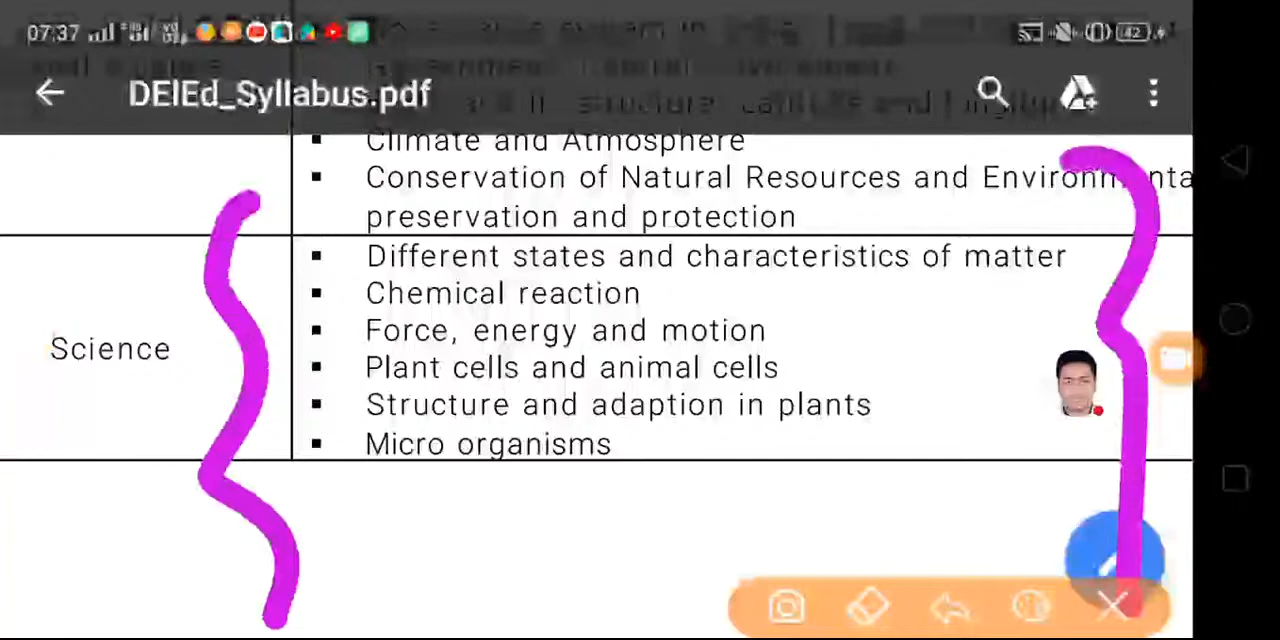 07:37
42
DElEd_Syllabus.pdf
Climate and Atmosphere
Conservation of Natural Resources and Environmenta
preservation and protection
Science
Different states and characteristics of matter
Chemical reaction
Force, energy and motion
Plant cells and animal cells
Structure and adaption in plants
Micro organisms